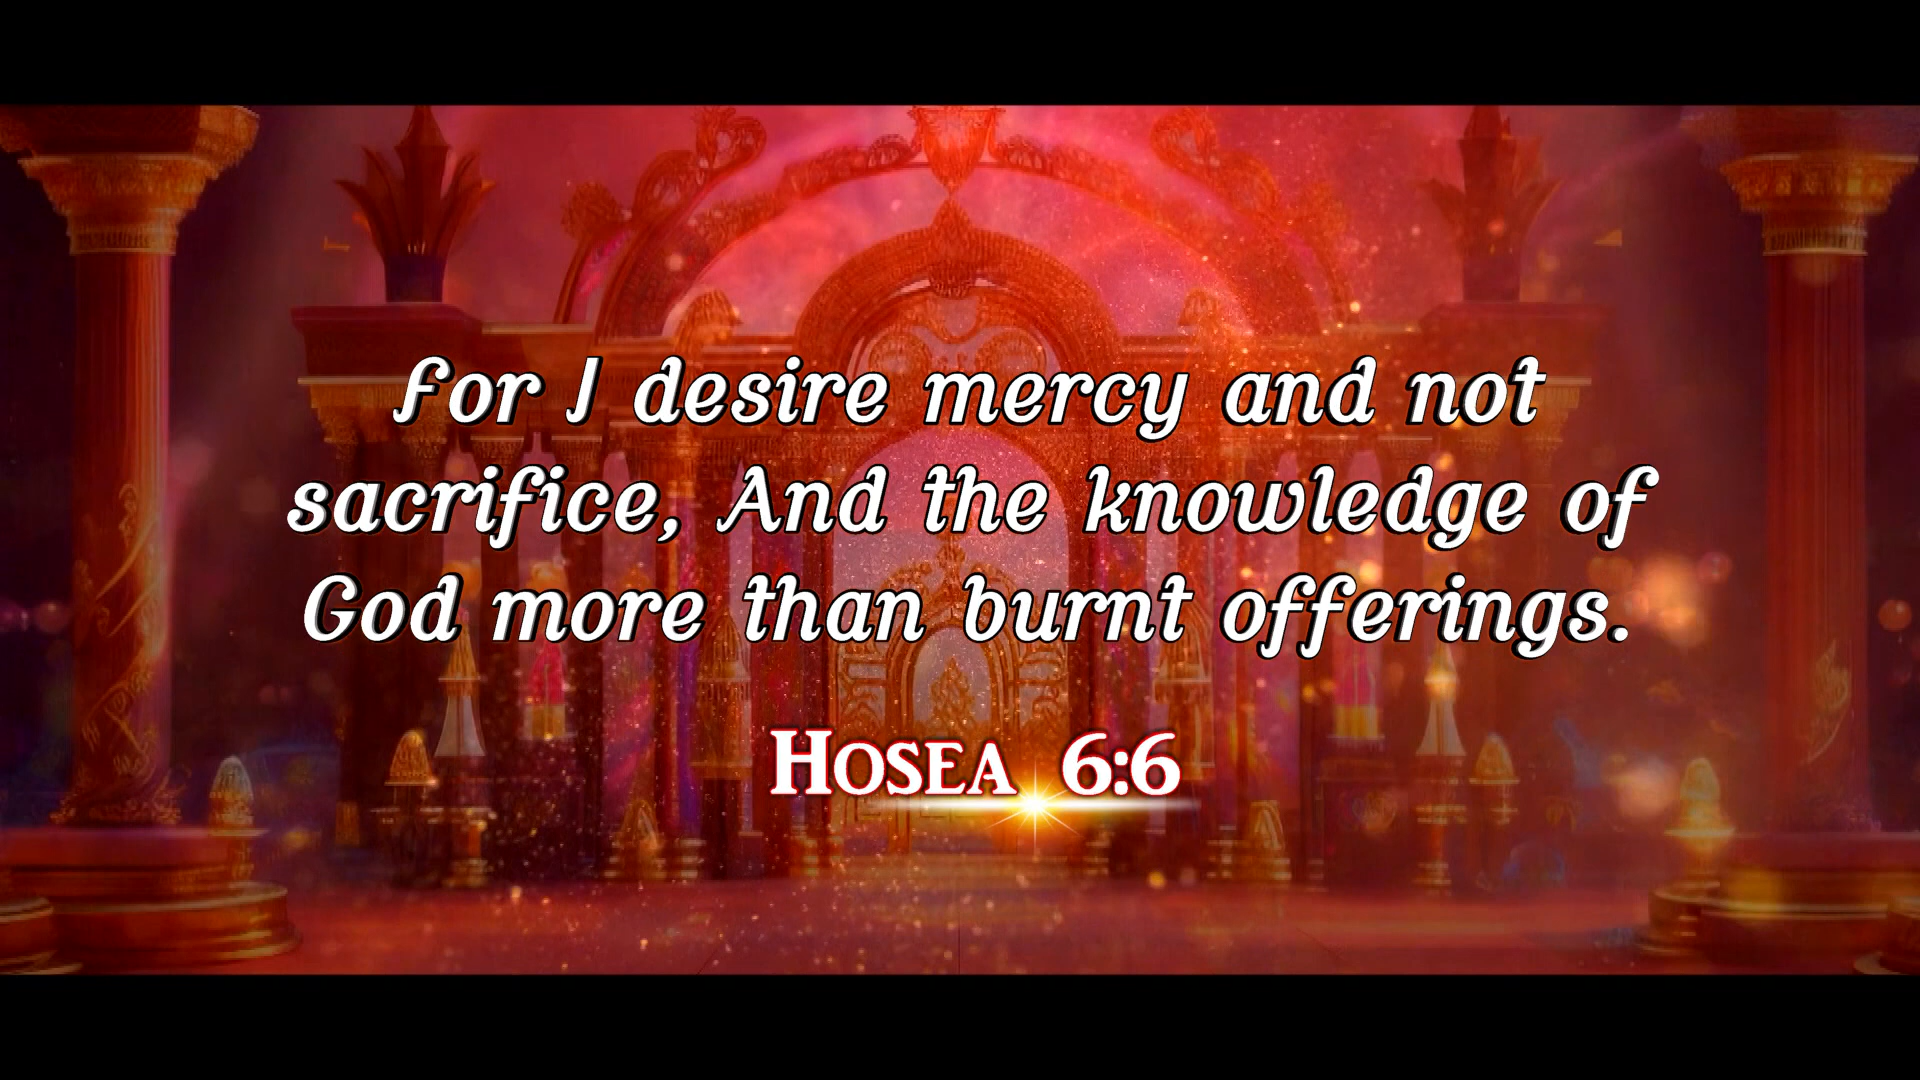 For I desire mercy and not
sacrifice, And the knowledge of
God more than burnt offerings.
Hosea 6:6